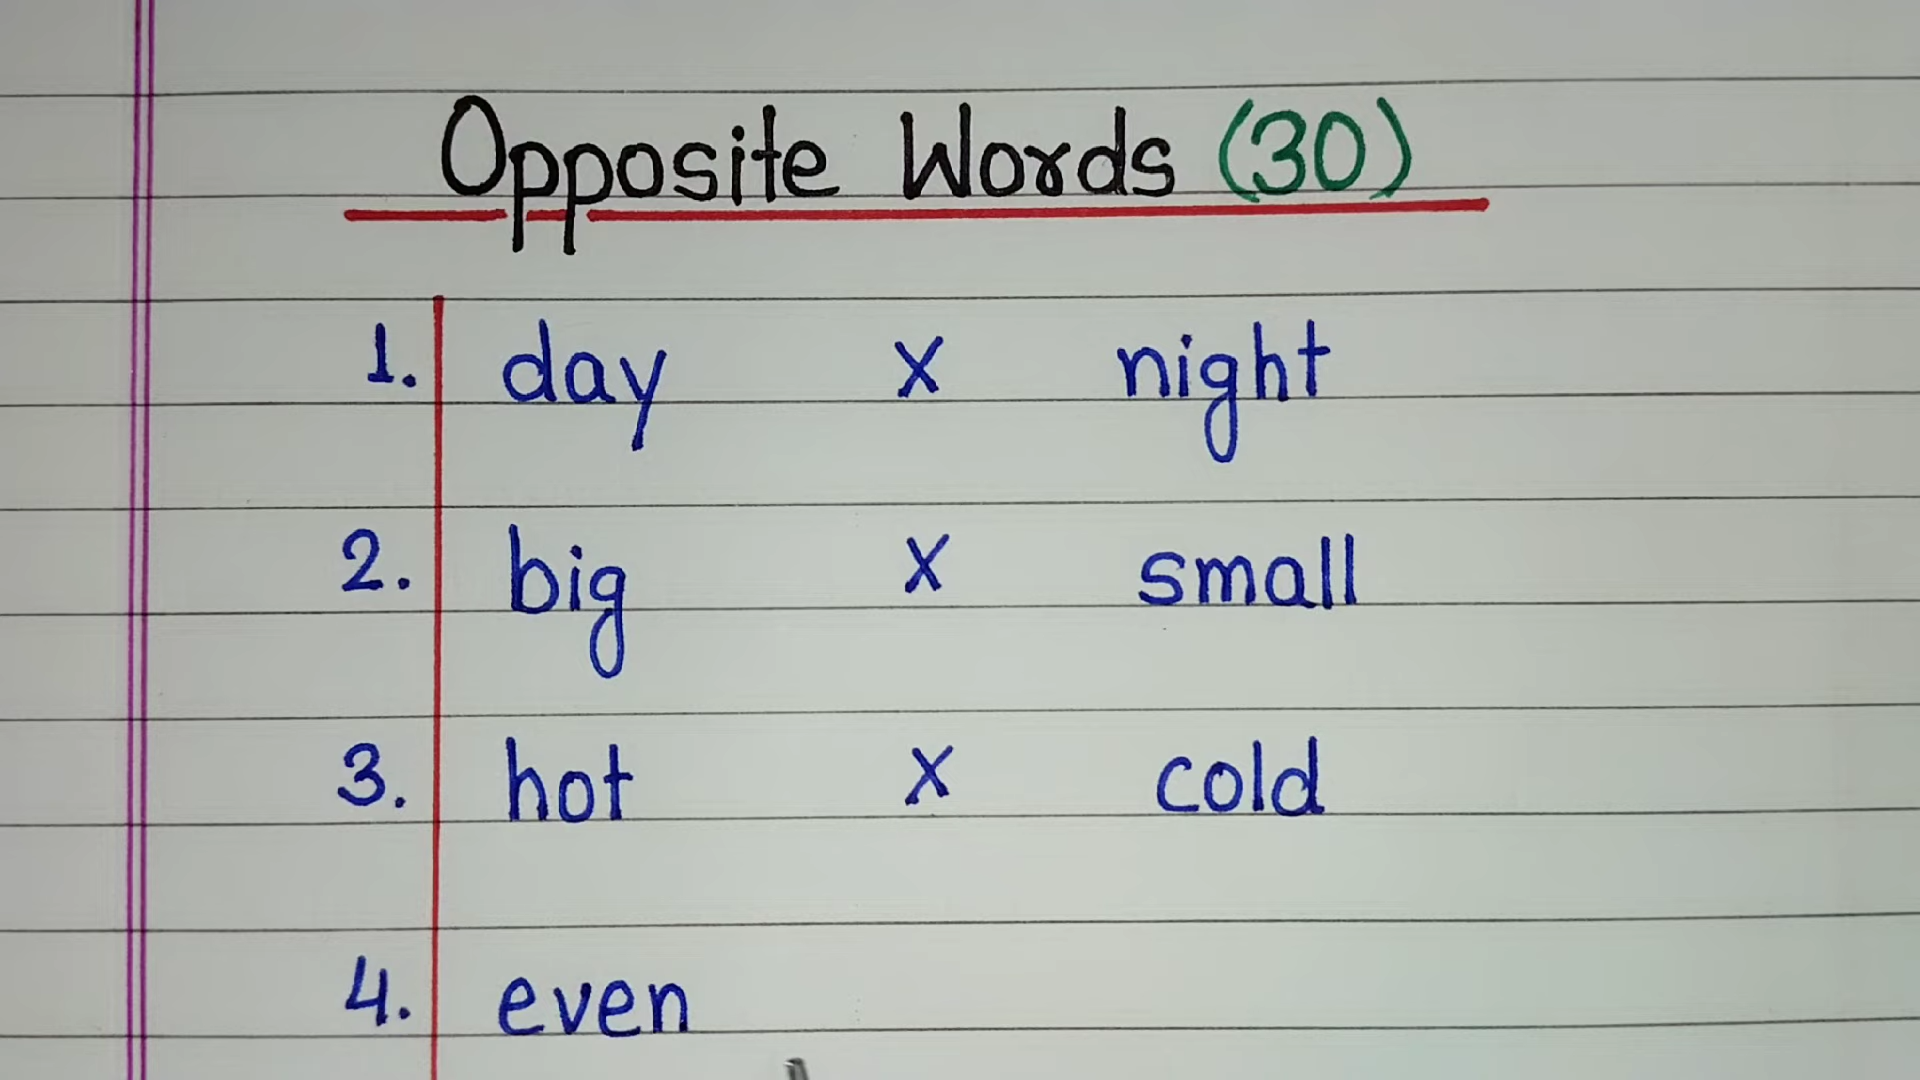 Opposite Words (30)
1. day x night
2. big x small
3. hot x cold
4. even